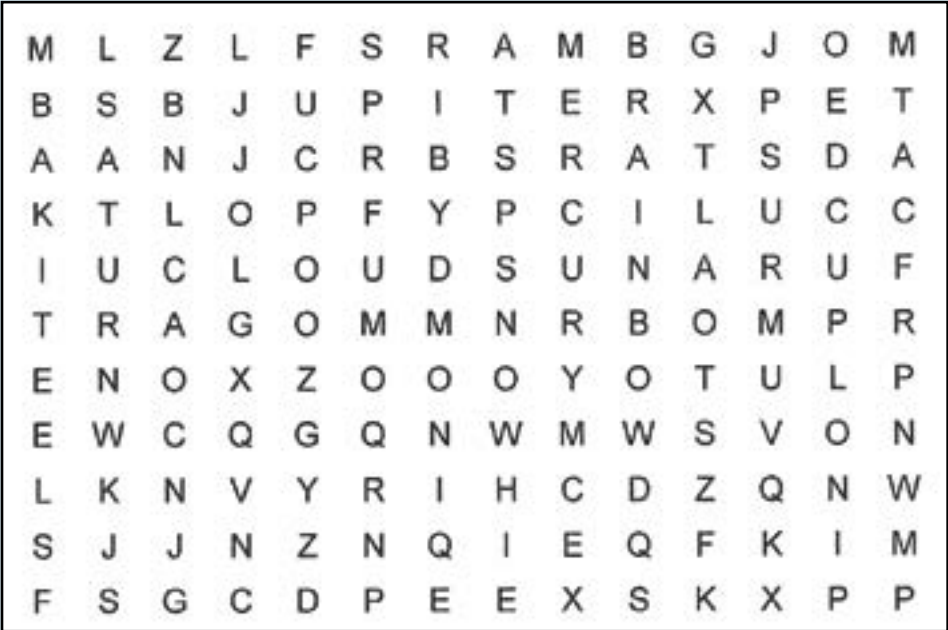 M L Z L F S R A M B G J O M
B S B J U P I T E R X P E T
A A N J C R B S R A T S D A
K T L O P F Y P C I L U C C
I U C L O U D S U N A R U F
T R A G O M M N R B O M P R
E N O X Z O O O Y O T U L P
E W C Q G Q N W M W S V O N
L K N V Y R I H C D Z Q N W
S J J N Z N Q I E Q F K I M
F S G C D P E E X S K X P P